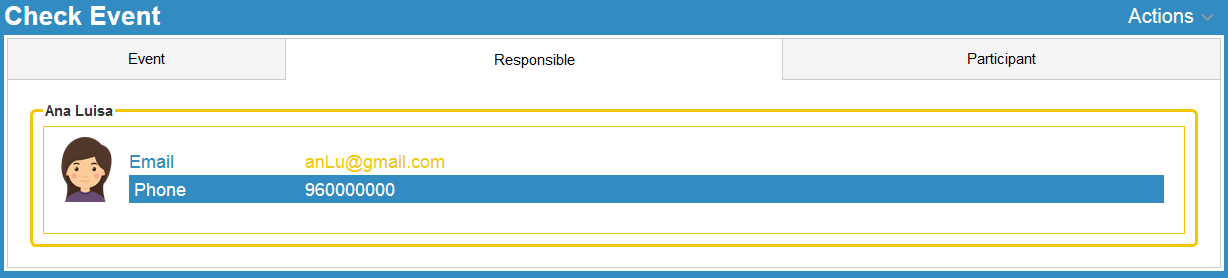 Check Event
Actions
Event
Responsible
Participant
Ana Luisa
Email anLu@gmail.com
Phone 960000000